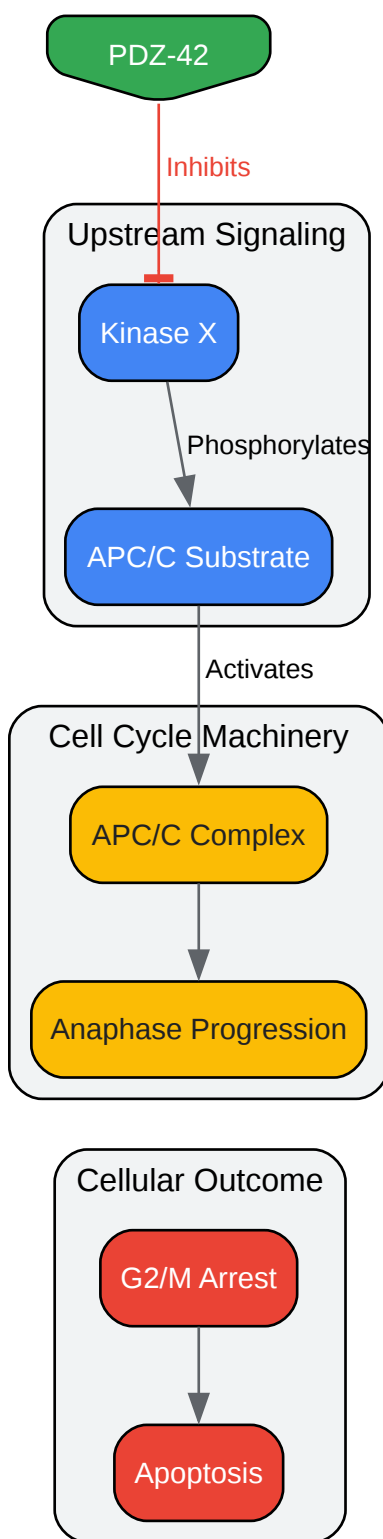 PDZ-42
Inhibits
Upstream Signaling
Kinase X
Phosphorylates
APC/C Substrate
Activates
Cell Cycle Machinery
APC/C Complex
Anaphase Progression
Cellular Outcome
G2/M Arrest
Apoptosis